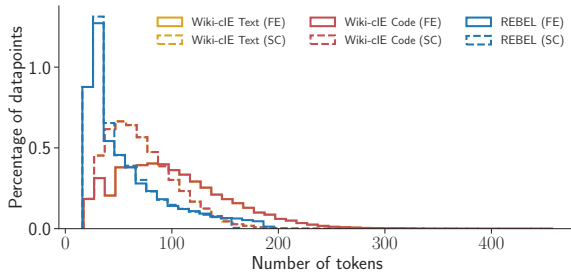 Wiki-cIE Text (FE) Wiki-cIE Code (FE) REBEL (FE)
Wiki-cIE Text (SC) Wiki-cIE Code (SC) REBEL (SC)
Percentage of datapoints
1.0
0.5
0.0
0 100 200 300 400
Number of tokens